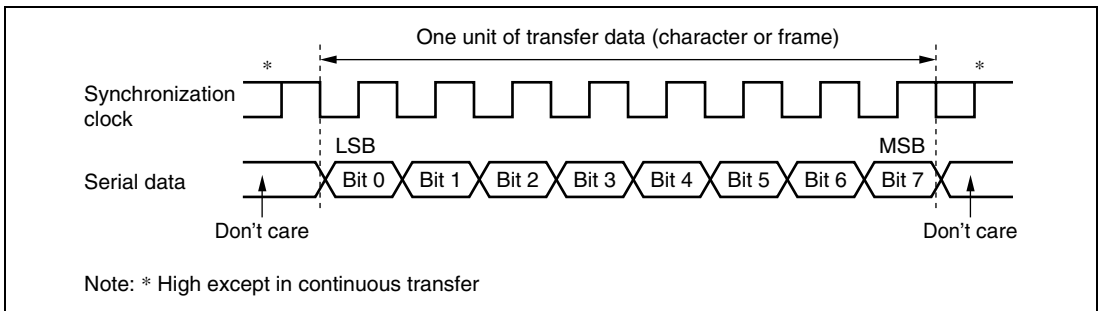 One unit of transfer data (character or frame)
* *
Synchronization
clock
LSB MSB
Serial data Bit 0 Bit 1 Bit 2 Bit 3 Bit 4 Bit 5 Bit 6 Bit 7
Don't care Don't care
Note: * High except in continuous transfer